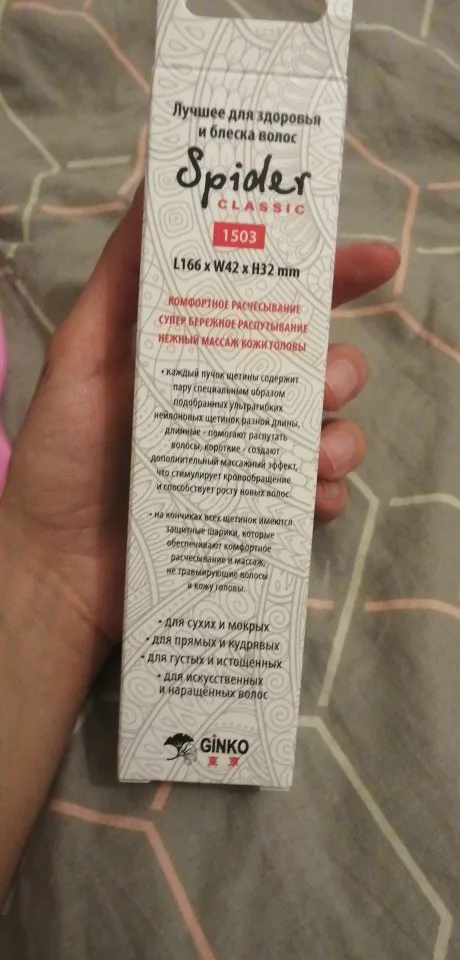 Лучшее для здоровья
и блеска волос
Spider
CLASSIC
1503
L166 x W42 x H32 mm
КОМФОРТНОЕ РАСЧЕСЫВАНИЕ
СУПЕР БЕРЕЖНОЕ РАСПУТЫВАНИЕ
НЕЖНЫЙ МАССАЖ КОЖИ ГОЛОВЫ
• каждый пучок щетины содержит
пару специальным образом
подобранных ультрагибких
нейлоновых щетинок разной длины,
длинные - помогают распутать
волосы, короткие - создают
дополнительный массажный эффект,
что стимулирует кровообращение
и способствует росту новых волос
• на кончиках всех щетинок имеются
защитные шарики, которые
обеспечивают комфортное
расчесывание и массаж,
не травмирующие волосы
и кожу головы.
• для сухих и мокрых
• для прямых и кудрявых
• для густых и истощенных
• для искусственных
и наращённых волос
GiNKO
東京